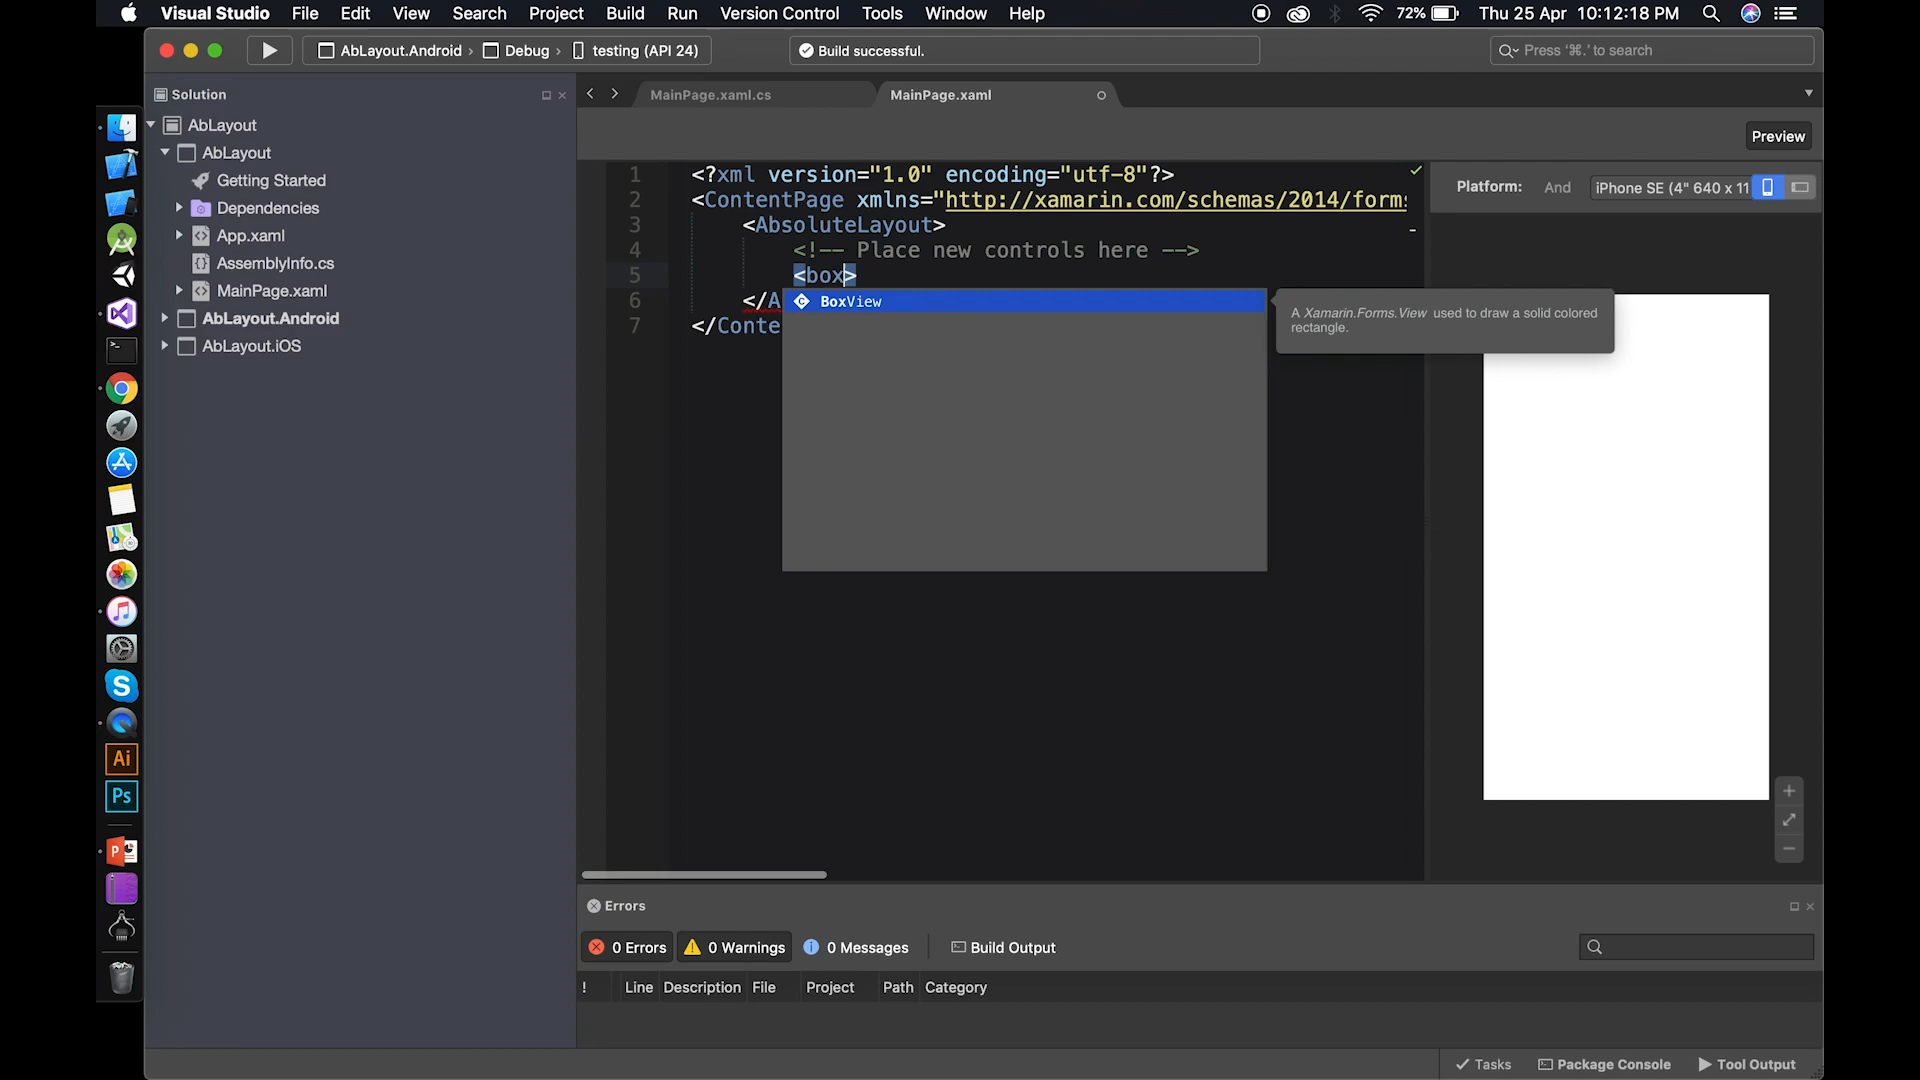 Visual Studio File Edit View Search Project Build Run Version Control Tools Window Help 72% Thu 25 Apr 10:12:18 PM
AbLayout.Android › Debug › testing (API 24) Build successful. Press '⌘.' to search
Solution MainPage.xaml.cs MainPage.xaml
AbLayout
AbLayout
Getting Started
Dependencies
App.xaml
AssemblyInfo.cs
MainPage.xaml
AbLayout.Android
AbLayout.iOS
Preview
Platform: And iPhone SE (4" 640 x 11
1 <?xml version="1.0" encoding="utf-8"?>
2 <ContentPage xmlns="http://xamarin.com/schemas/2014/forms
3 <AbsoluteLayout>
4 <!-- Place new controls here -->
5 <box>
6 </A
7 </Conte
BoxView
A Xamarin.Forms.View used to draw a solid colored
rectangle.
Errors
0 Errors 0 Warnings 0 Messages Build Output
! Line Description File Project Path Category
Tasks Package Console Tool Output
Ai
Ps